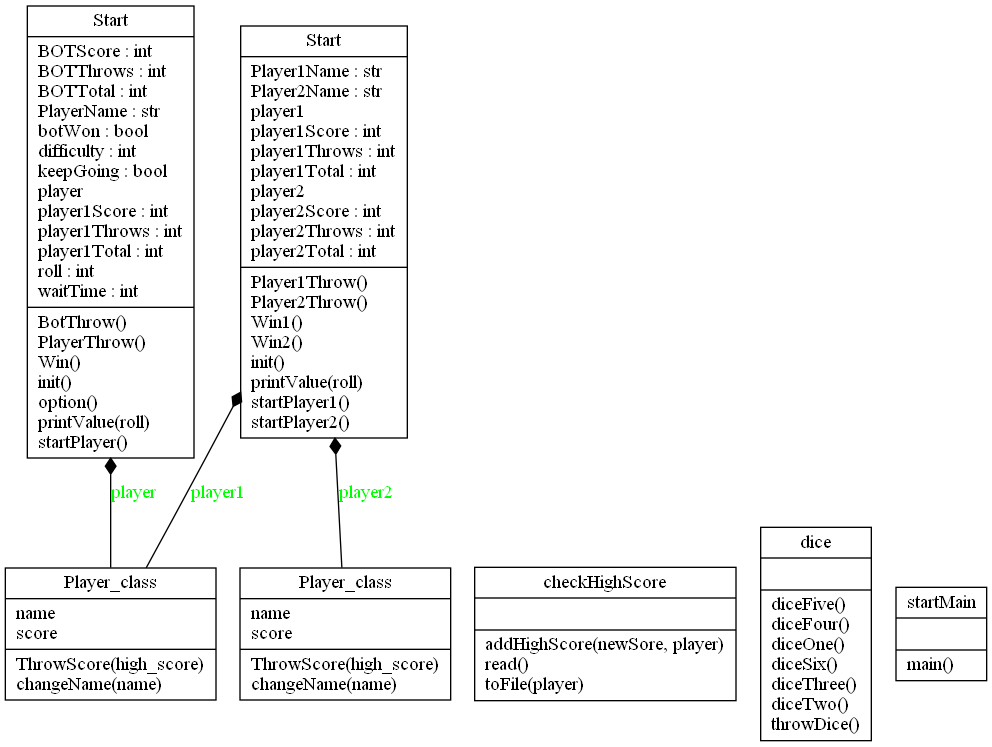 Start
BOTScore : int
BOTThrows : int
BOTTotal : int
PlayerName : str
botWon : bool
difficulty : int
keepGoing : bool
player
player1Score : int
player1Throws : int
player1Total : int
roll : int
waitTime : int
BotThrow()
PlayerThrow()
Win()
init()
option()
printValue(roll)
startPlayer()
Start
Player1Name : str
Player2Name : str
player1
player1Score : int
player1Throws : int
player1Total : int
player2
player2Score : int
player2Throws : int
player2Total : int
Player1Throw()
Player2Throw()
Win1()
Win2()
init()
printValue(roll)
startPlayer1()
startPlayer2()
player
player1
player2
Player_class
name
score
ThrowScore(high_score)
changeName(name)
Player_class
name
score
ThrowScore(high_score)
changeName(name)
checkHighScore
addHighScore(newSore, player)
read()
toFile(player)
dice
diceFive()
diceFour()
diceOne()
diceSix()
diceThree()
diceTwo()
throwDice()
startMain
main()